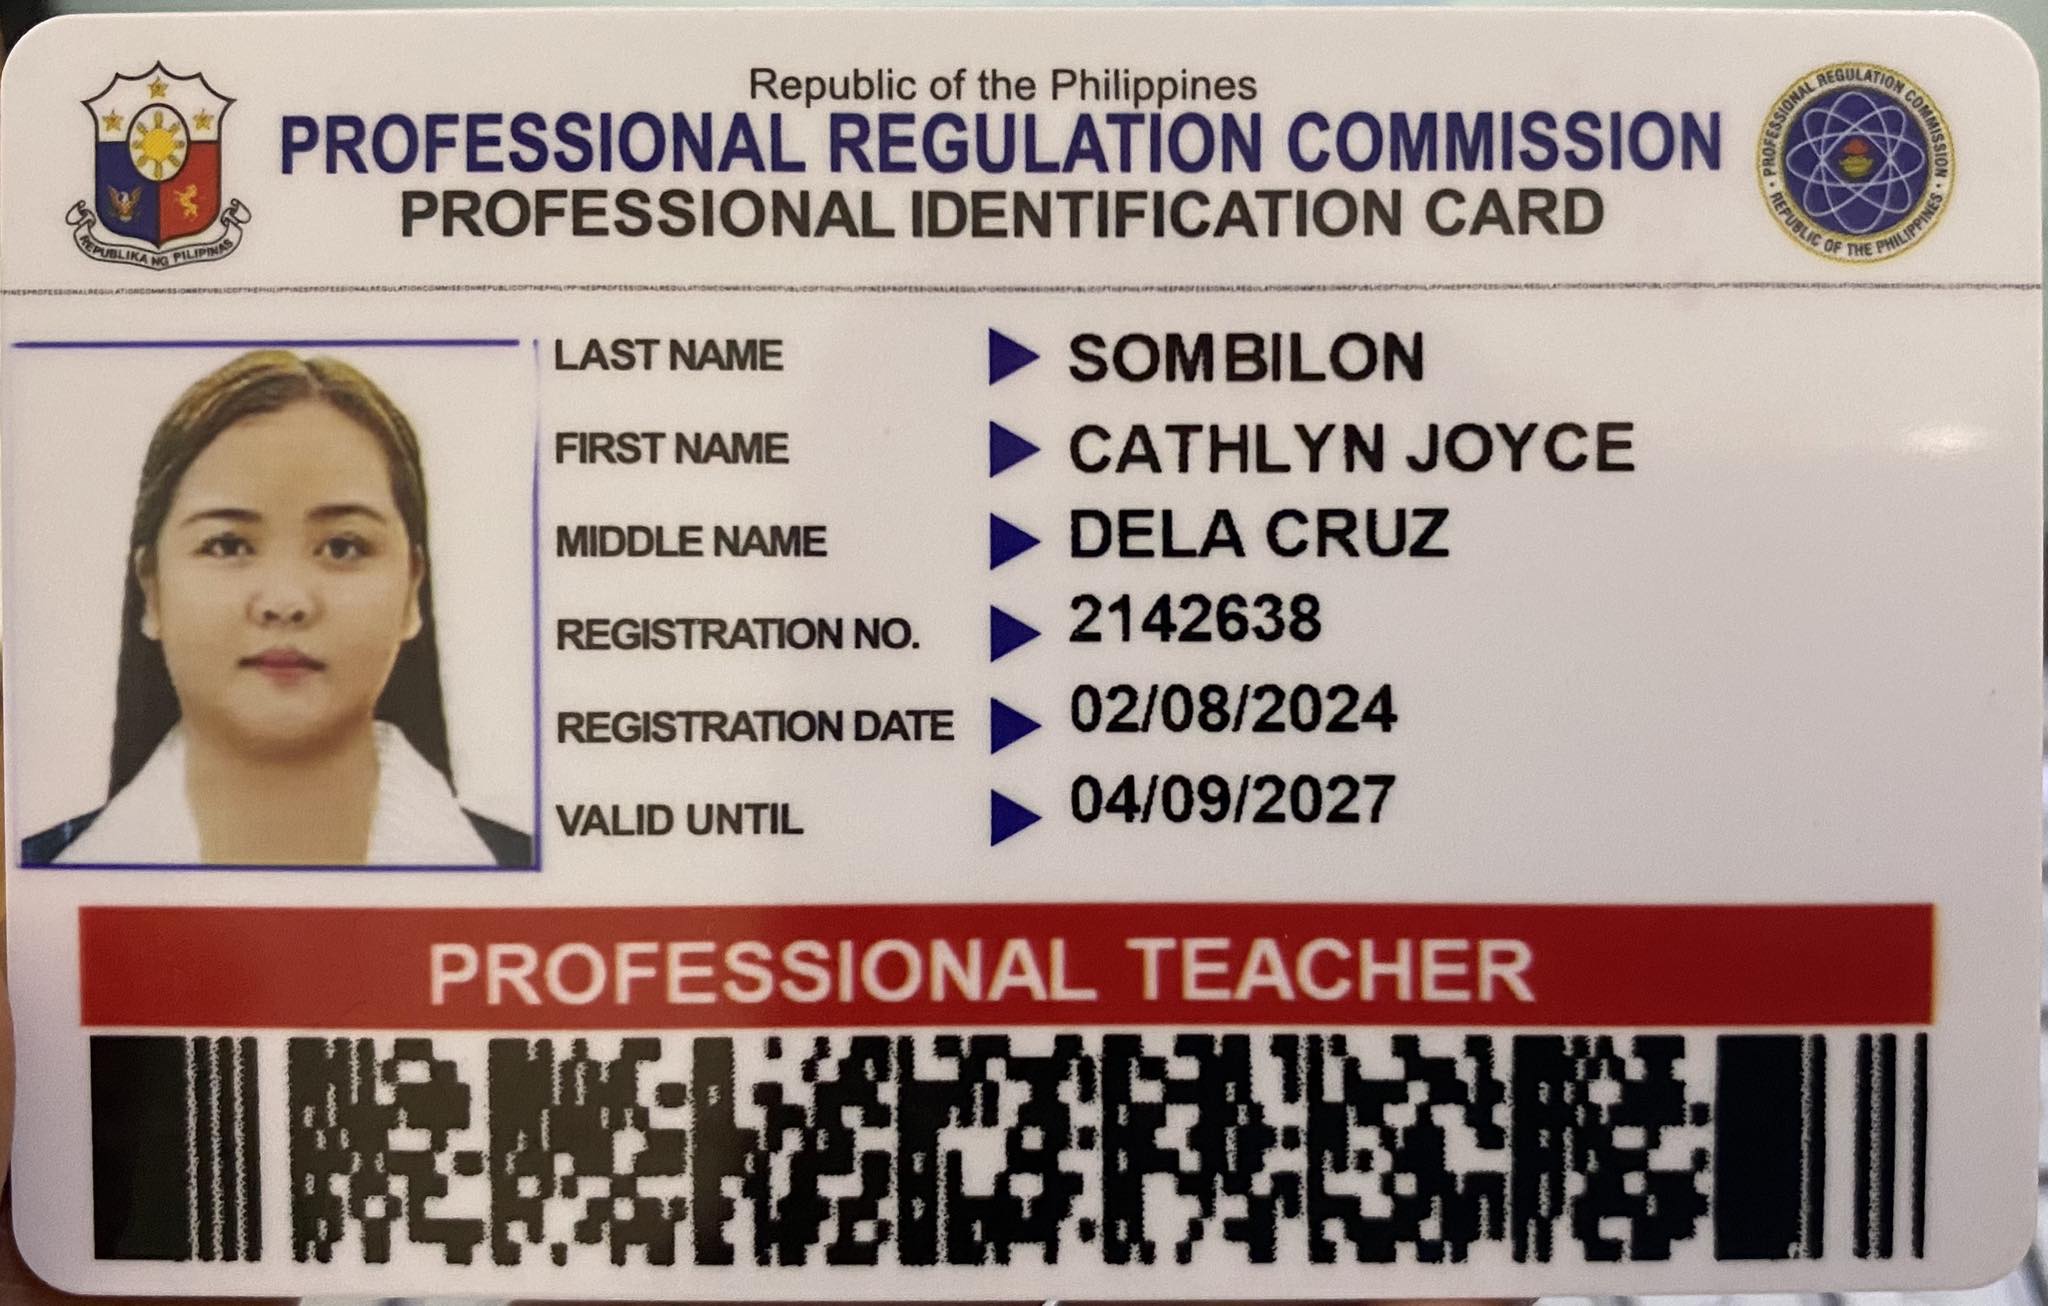 Republic of the Philippines
PROFESSIONAL REGULATION COMMISSION
PROFESSIONAL IDENTIFICATION CARD
REPUBLIKA NG PILIPINAS
PROFESSIONAL REGULATION COMMISSION
REPUBLIC OF THE PHILIPPINES
LAST NAME SOMBILON
FIRST NAME CATHLYN JOYCE
MIDDLE NAME DELA CRUZ
REGISTRATION NO. 2142638
REGISTRATION DATE 02/08/2024
VALID UNTIL 04/09/2027
PROFESSIONAL TEACHER